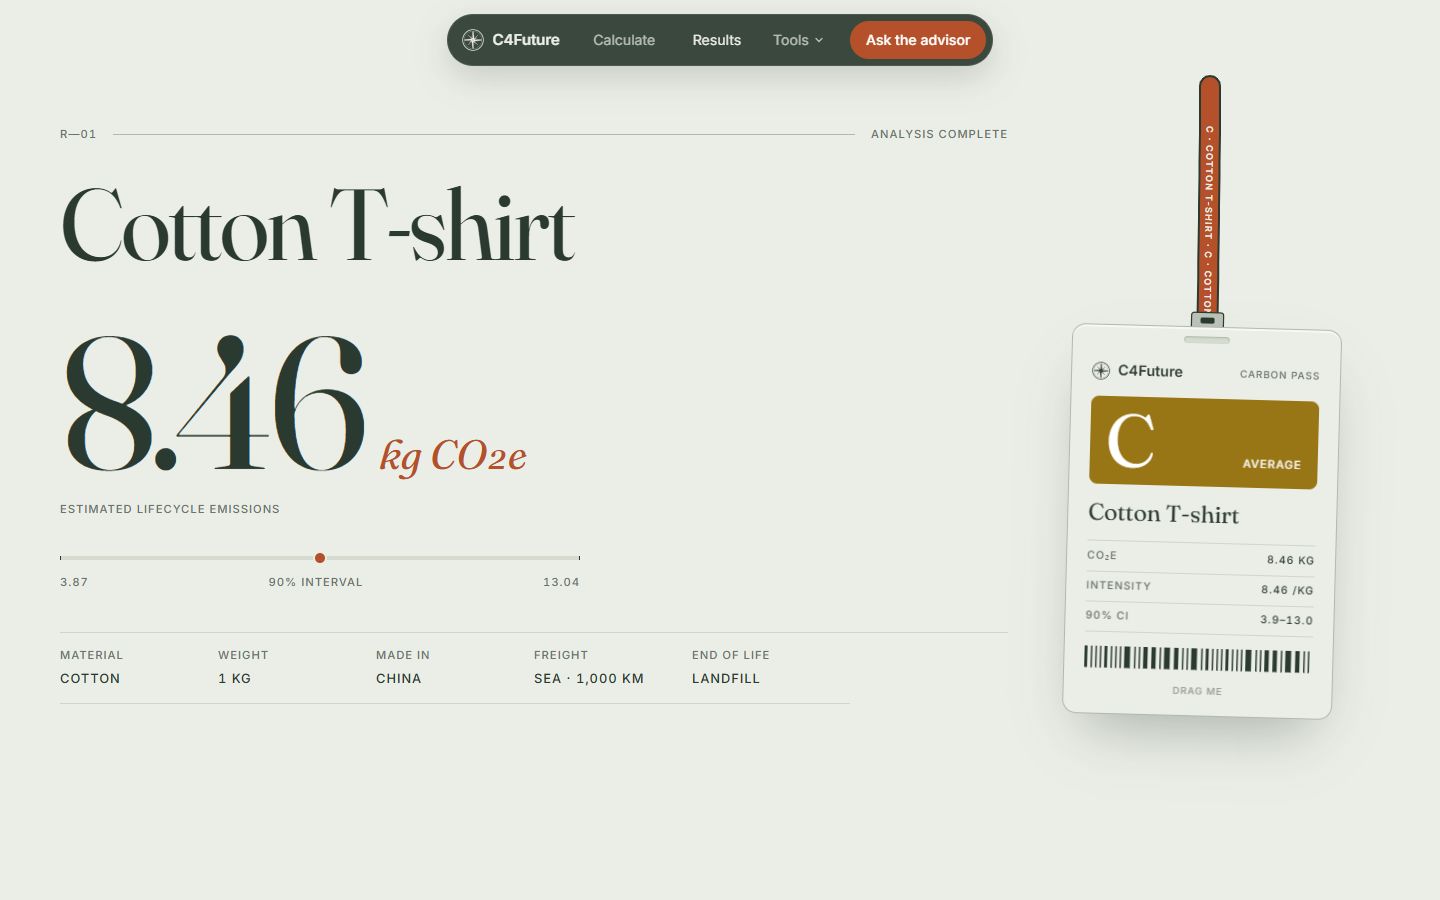 C4Future Calculate Results Tools Ask the advisor
R—01 ANALYSIS COMPLETE
Cotton T-shirt
8.46 kg CO2e
ESTIMATED LIFECYCLE EMISSIONS
3.87 90% INTERVAL 13.04
MATERIAL WEIGHT MADE IN FREIGHT END OF LIFE
COTTON 1 KG CHINA SEA · 1,000 KM LANDFILL
C · COTTON T-SHIRT · C · COTTON
C4Future CARBON PASS
C AVERAGE
Cotton T-shirt
CO₂E 8.46 KG
INTENSITY 8.46 /KG
90% CI 3.9–13.0
DRAG ME